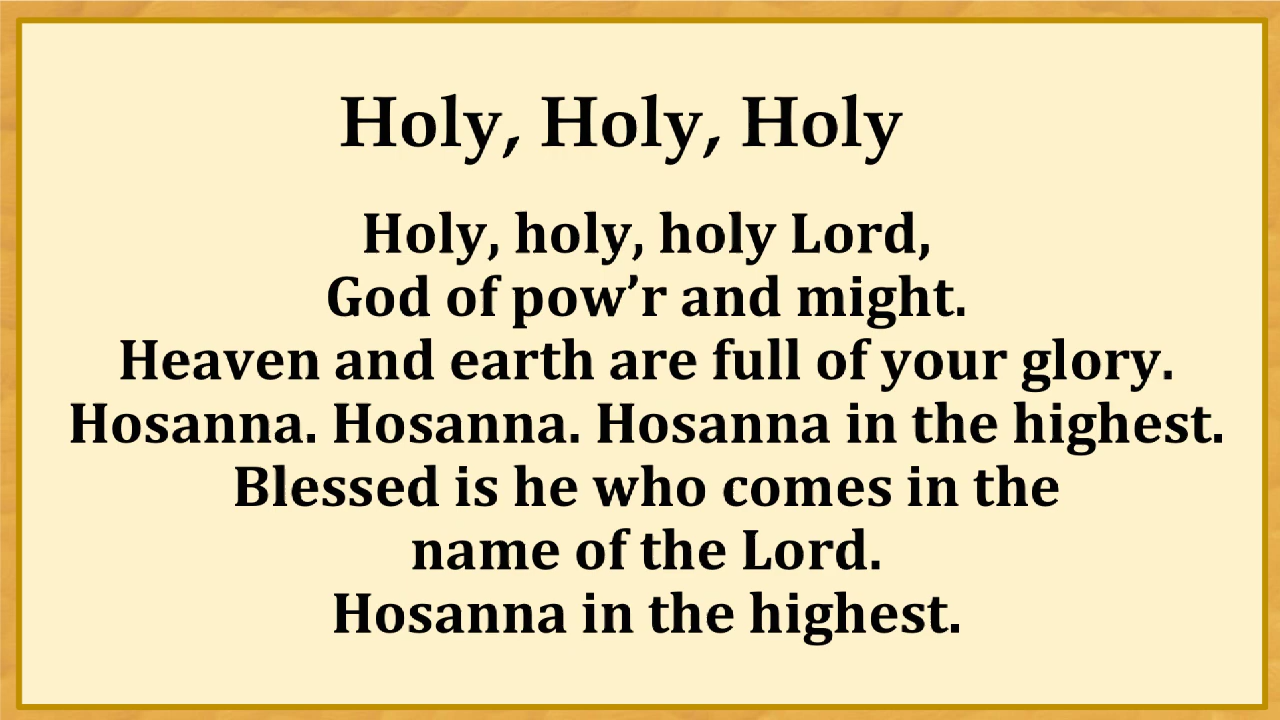 Holy, Holy, Holy
Holy, holy, holy Lord,
God of pow’r and might.
Heaven and earth are full of your glory.
Hosanna. Hosanna. Hosanna in the highest.
Blessed is he who comes in the
name of the Lord.
Hosanna in the highest.